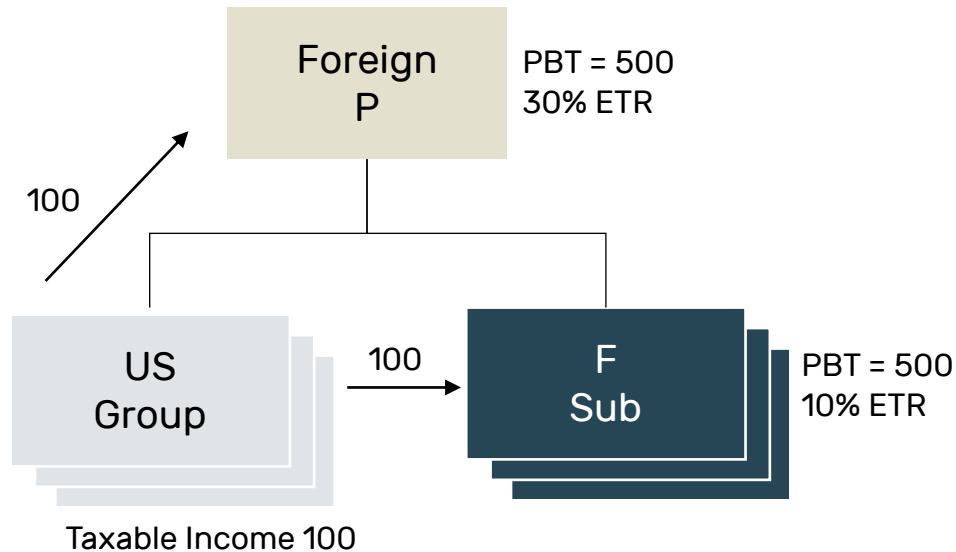 Foreign
P
PBT = 500
30% ETR
100
US
Group
100
F
Sub
PBT = 500
10% ETR
Taxable Income 100